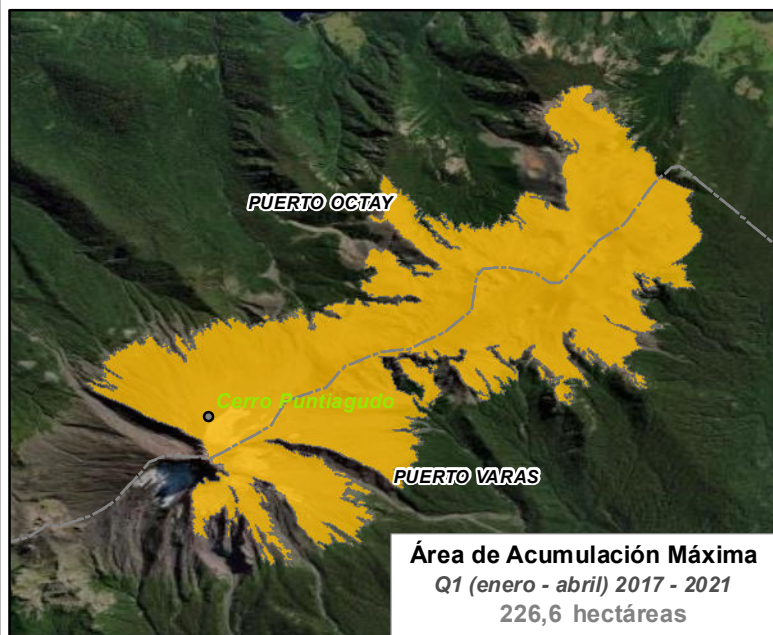 PUERTO OCTAY
Cerro Puntiagudo
PUERTO VARAS
Área de Acumulación Máxima
Q1 (enero - abril) 2017 - 2021
226,6 hectáreas